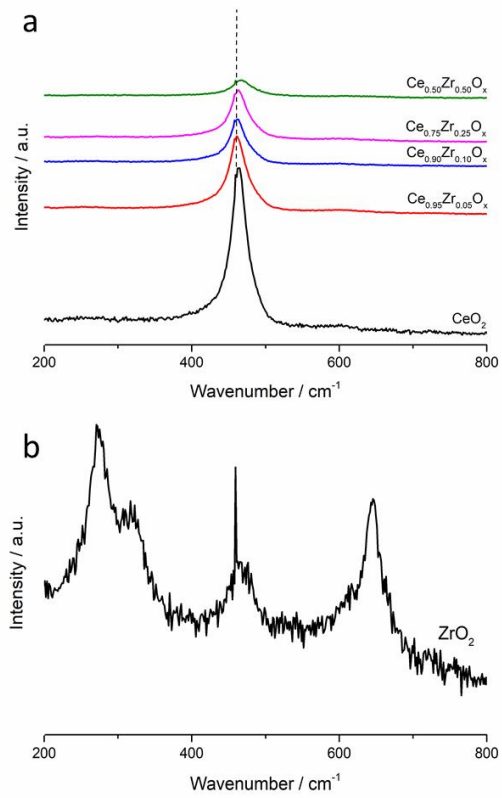 a
Ce₀.₅₀Zr₀.₅₀Oₓ
Ce₀.₇₅Zr₀.₂₅Oₓ
Ce₀.₉₀Zr₀.₁₀Oₓ
Ce₀.₉₅Zr₀.₀₅Oₓ
CeO₂
Intensity / a.u.
200 400 600 800
Wavenumber / cm⁻¹
b
ZrO₂
Intensity / a.u.
200 400 600 800
Wavenumber / cm⁻¹